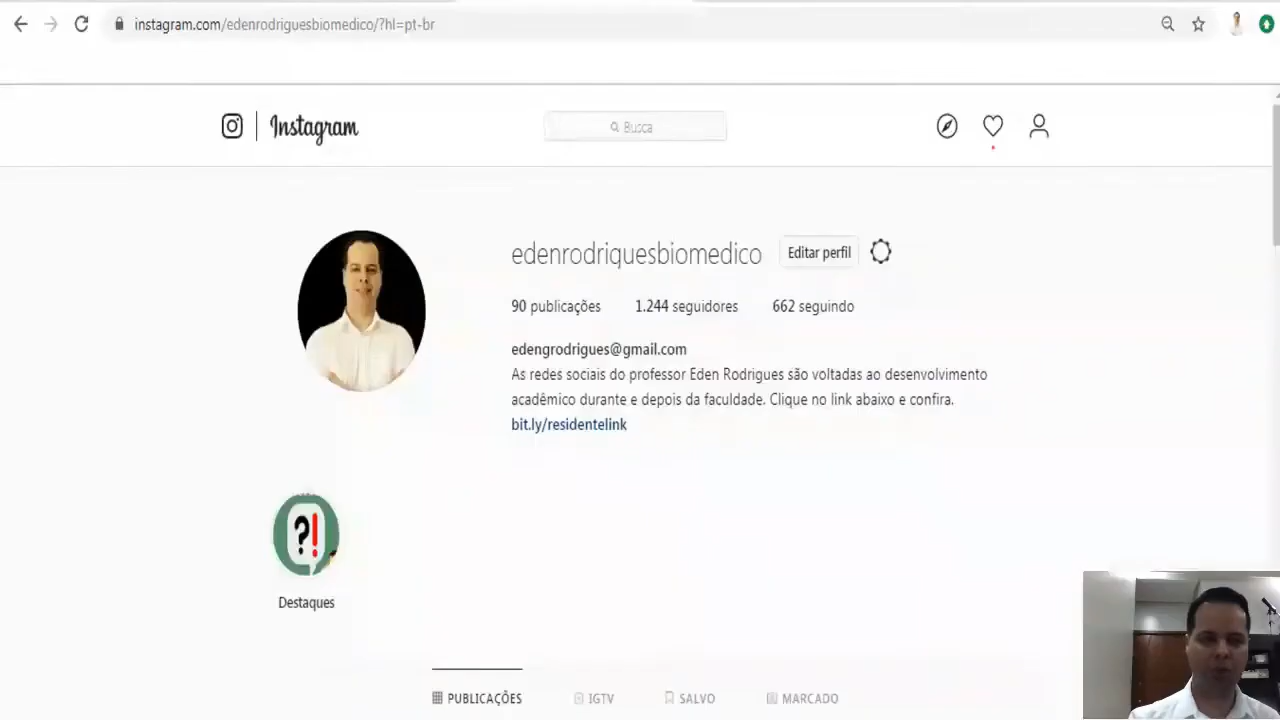 instagram.com/edenrodriguesbiomedico/?hl=pt-br
Instagram
Busca
edenrodriguesbiomedico Editar perfil
90 publicações 1.244 seguidores 662 seguindo
edengrodrigues@gmail.com
As redes sociais do professor Eden Rodrigues são voltadas ao desenvolvimento
acadêmico durante e depois da faculdade. Clique no link abaixo e confira.
bit.ly/residentelink
?!
Destaques
PUBLICAÇÕES IGTV SALVO MARCADO